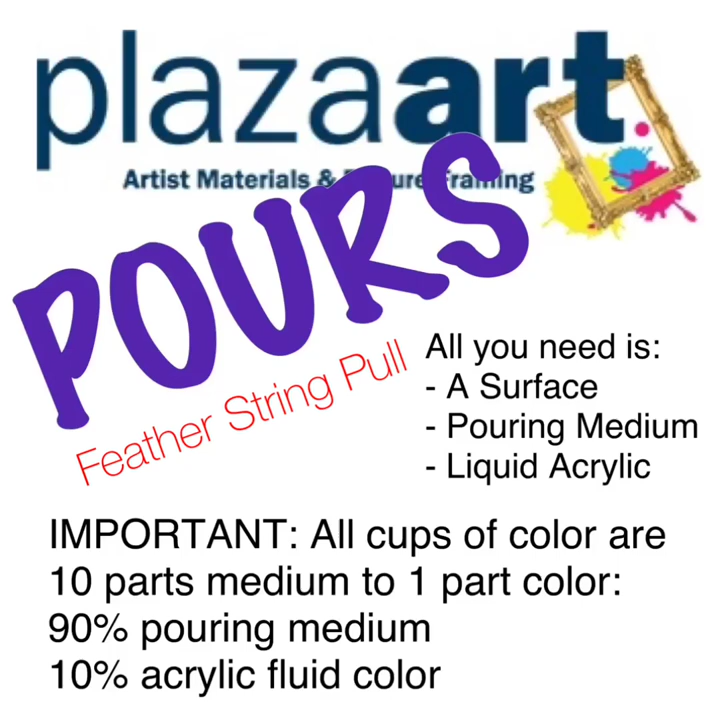 plazaart.
Artist Materials & Framing
POURS
Feather String Pull
All you need is:
- A Surface
- Pouring Medium
- Liquid Acrylic
IMPORTANT: All cups of color are
10 parts medium to 1 part color:
90% pouring medium
10% acrylic fluid color